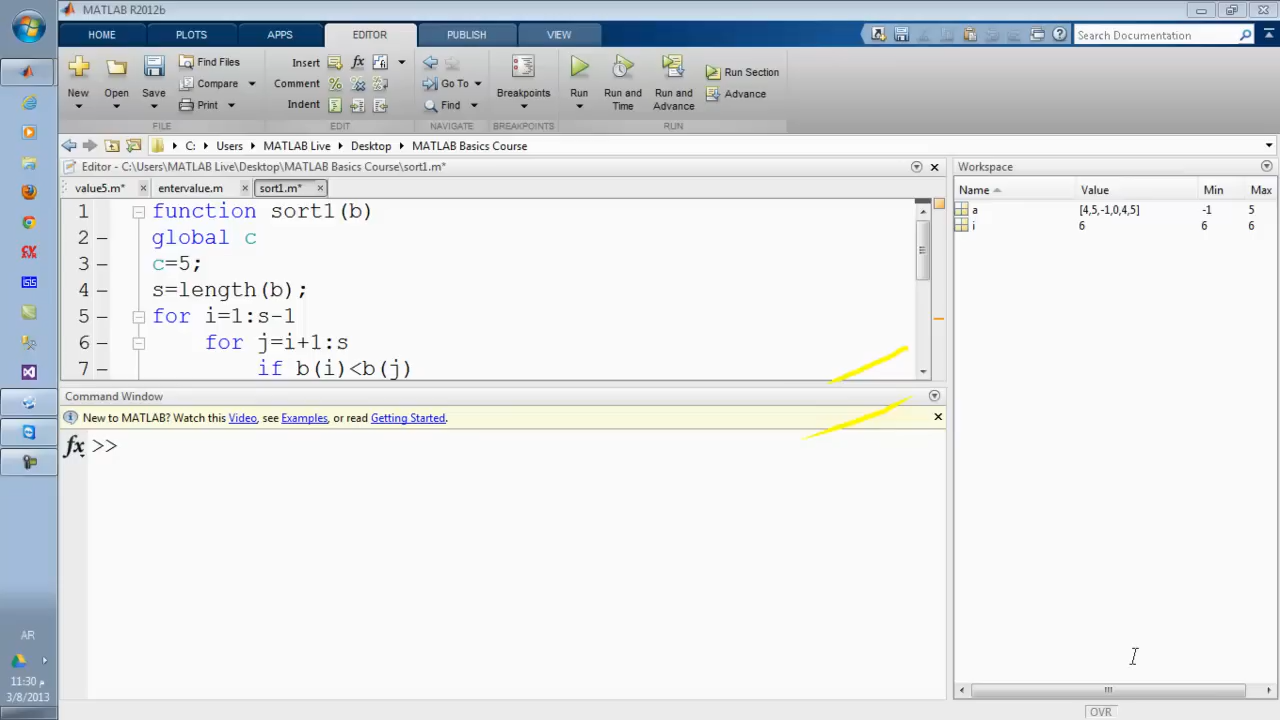 MATLAB R2012b
HOME PLOTS APPS EDITOR PUBLISH VIEW Search Documentation
New Open Save Find Files Compare Print Insert Comment Indent fx Go To Find Breakpoints Run Run and Time Run and Advance Run Section Advance
FILE EDIT NAVIGATE BREAKPOINTS RUN
C: Users MATLAB Live Desktop MATLAB Basics Course
Editor - C:\Users\MATLAB Live\Desktop\MATLAB Basics Course\sort1.m*
value5.m* entervalue.m sort1.m*
1 function sort1(b)
2 – global c
3 – c=5;
4 – s=length(b);
5 – for i=1:s-1
6 – for j=i+1:s
7 – if b(i)<b(j)
Command Window
New to MATLAB? Watch this Video, see Examples, or read Getting Started.
fx >>
Workspace
Name Value Min Max
a [4,5,-1,0,4,5] -1 5
i 6 6 6
AR
11:30 م
3/8/2013
OVR